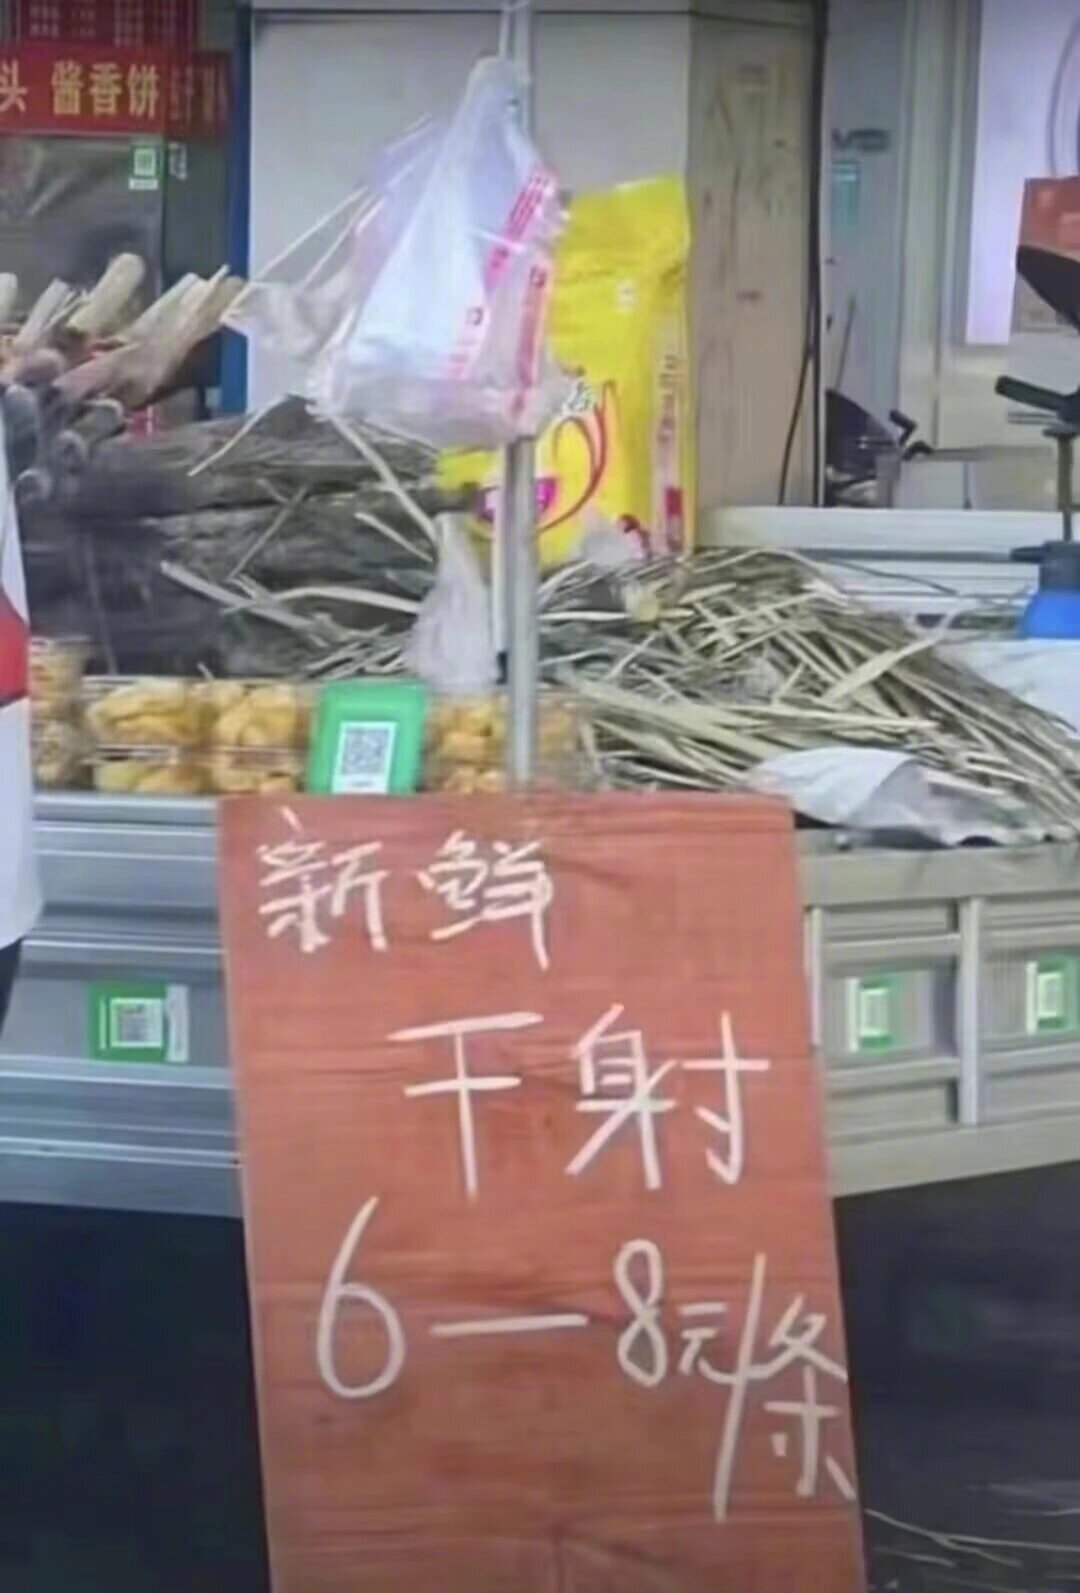 头 酱香饼
新鲜
干射
6—8元/条